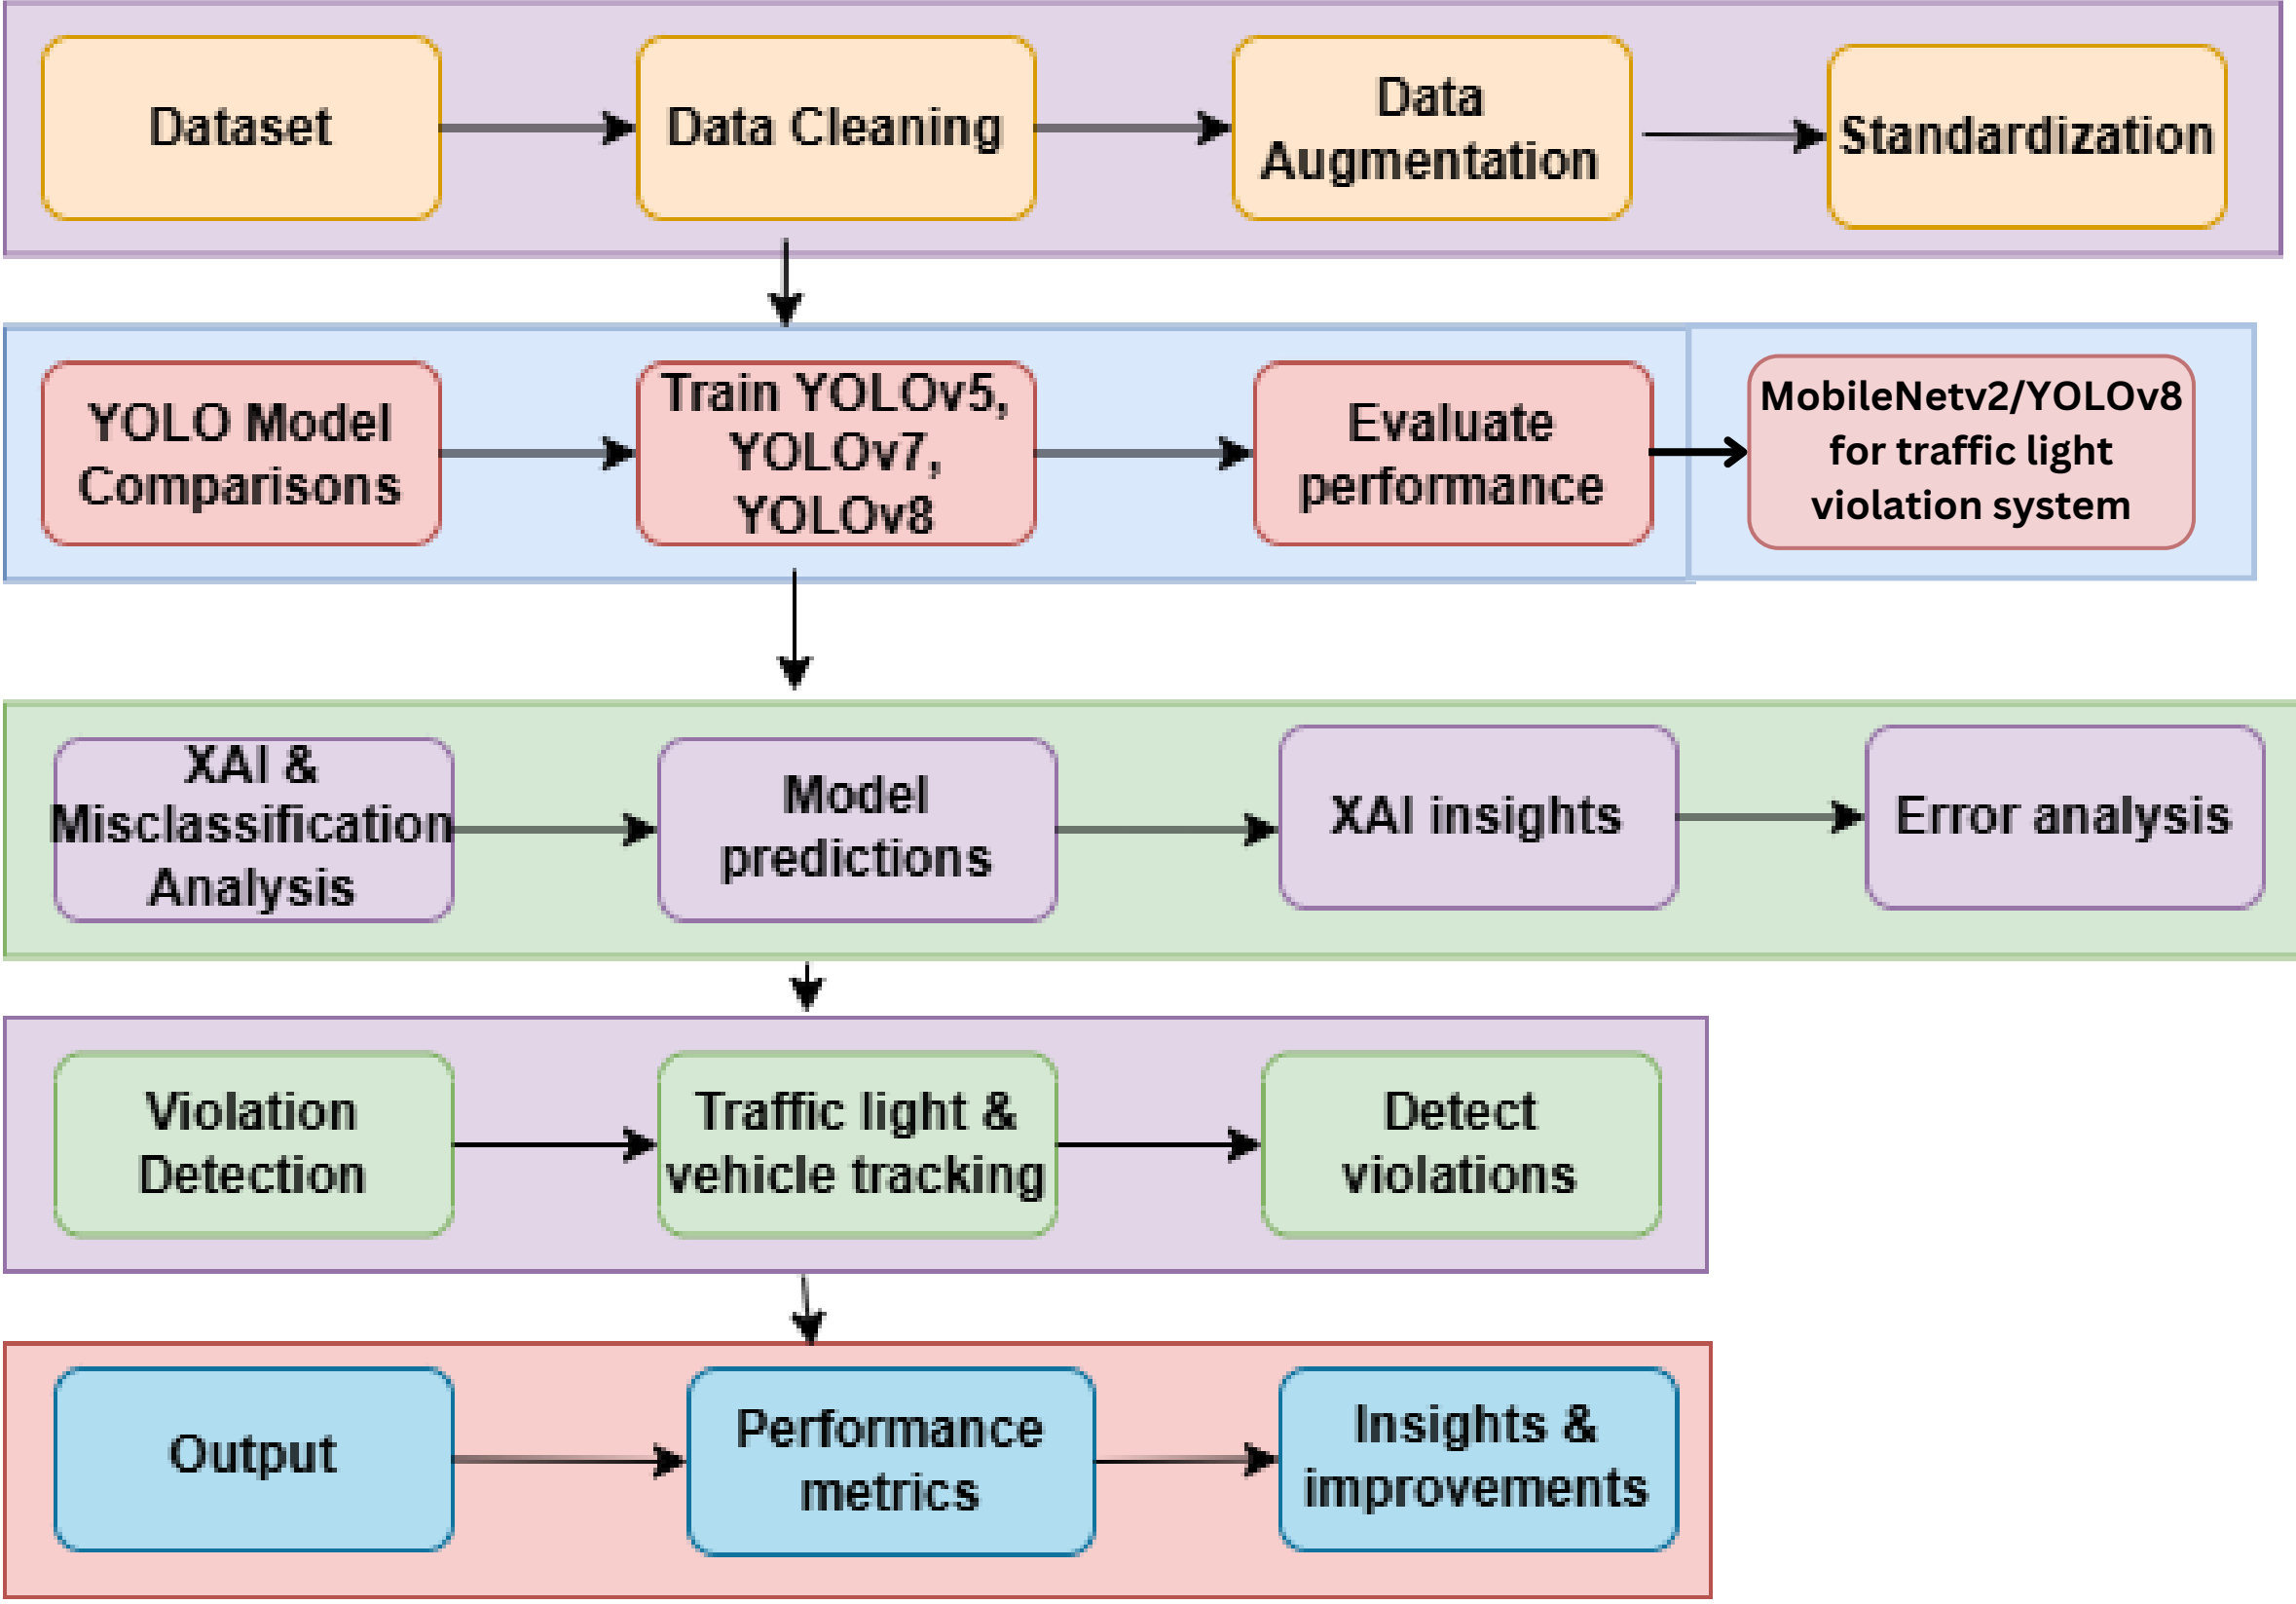 Dataset
Data Cleaning
Data
Augmentation
Standardization
YOLO Model
Comparisons
Train YOLOv5,
YOLOv7,
YOLOv8
Evaluate
performance
MobileNetv2/YOLOv8
for traffic light
violation system
XAI &
Misclassification
Analysis
Model
predictions
XAI insights
Error analysis
Violation
Detection
Traffic light &
vehicle tracking
Detect
violations
Output
Performance
metrics
Insights &
improvements